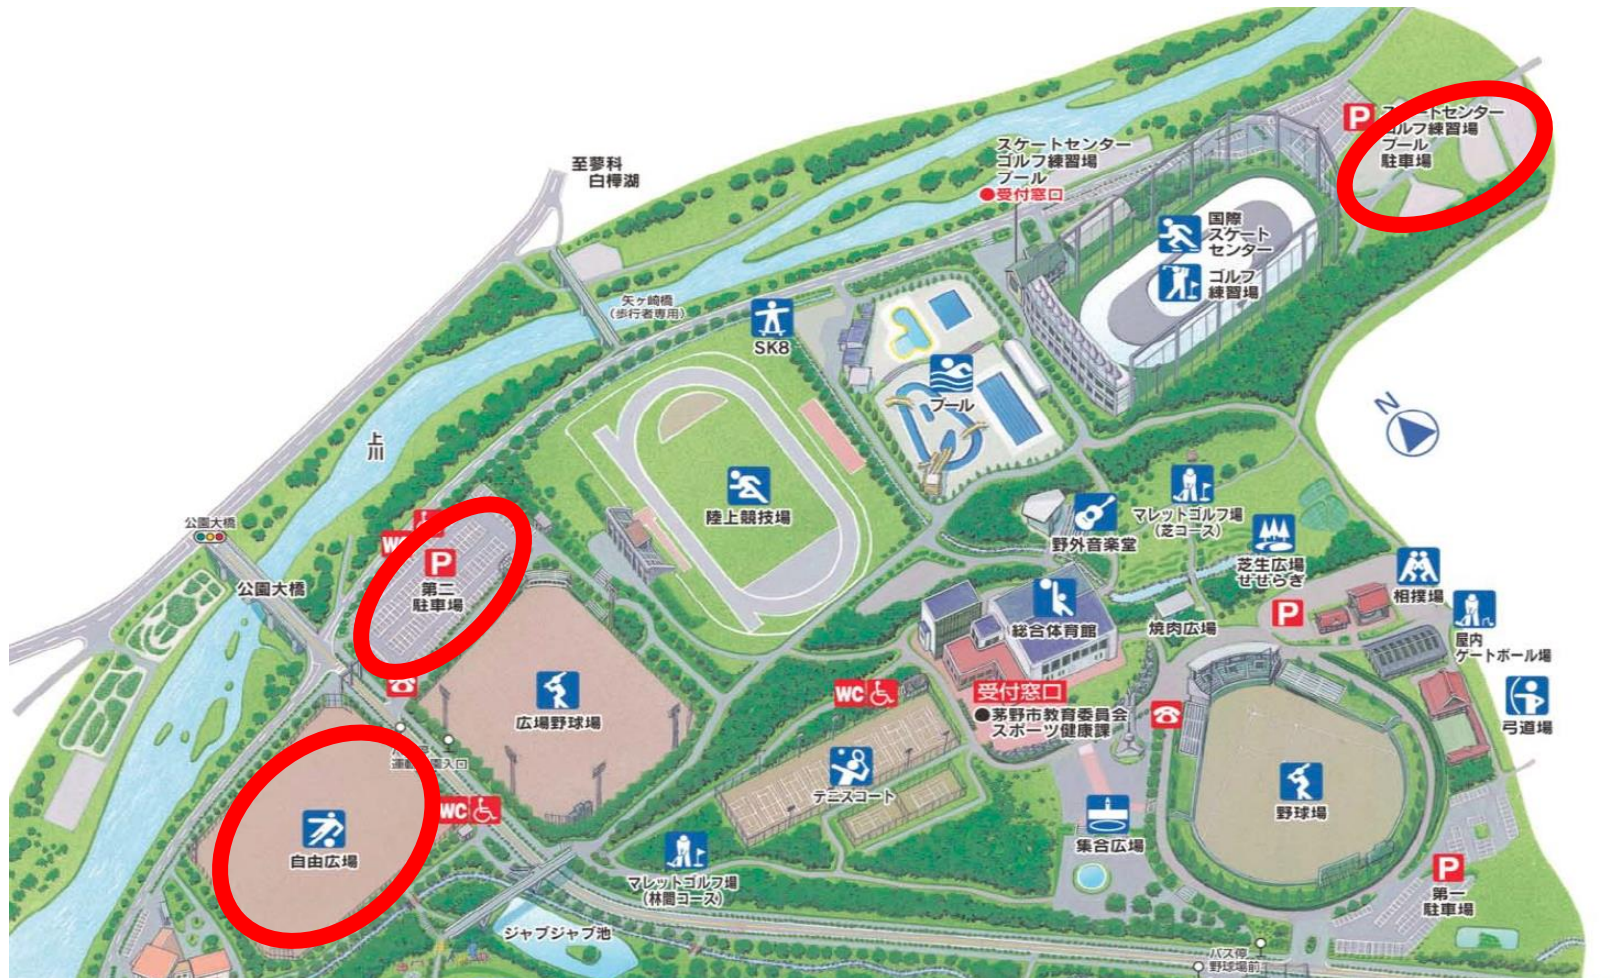 スケートセンター
ゴルフ練習場
プール
駐車場
P
スケートセンター
ゴルフ練習場
プール
●受付窓口
至蓼科
白樺湖
国際
スケート
センター
ゴルフ
練習場
矢ヶ崎橋
(歩行者専用)
SK8
プール
上川
N
陸上競技場
マレットゴルフ場
(芝コース)
野外音楽堂
公園大橋
公園大橋
WC
P
第二
駐車場
芝生広場
せせらぎ
相撲場
P
総合体育館
焼肉広場
屋内
ゲートボール場
受付窓口
●茅野市教育委員会
スポーツ健康課
WC
弓道場
広場野球場
運動
園入口
テニスコート
野球場
WC
自由広場
集合広場
マレットゴルフ場
(林間コース)
P
第一
駐車場
ジャブジャブ池
バス停
野球場前